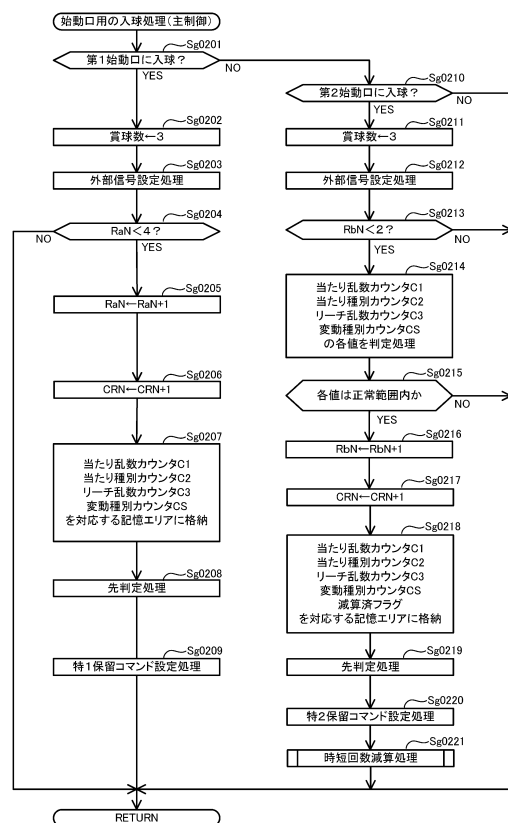 始動口用の入球処理(主制御)
Sg0201
第1始動口に入球？
YES
NO
Sg0202
賞球数←3
Sg0203
外部信号設定処理
Sg0204
RaN＜4？
NO
YES
Sg0205
RaN←RaN+1
Sg0206
CRN←CRN+1
Sg0207
当たり乱数カウンタC1
当たり種別カウンタC2
リーチ乱数カウンタC3
変動種別カウンタCS
を対応する記憶エリアに格納
Sg0208
先判定処理
Sg0209
特1保留コマンド設定処理
Sg0210
第2始動口に入球？
YES
NO
Sg0211
賞球数←3
Sg0212
外部信号設定処理
Sg0213
RbN＜2？
YES
NO
Sg0214
当たり乱数カウンタC1
当たり種別カウンタC2
リーチ乱数カウンタC3
変動種別カウンタCS
の各値を判定処理
Sg0215
各値は正常範囲内か
YES
NO
Sg0216
RbN←RbN+1
Sg0217
CRN←CRN+1
Sg0218
当たり乱数カウンタC1
当たり種別カウンタC2
リーチ乱数カウンタC3
変動種別カウンタCS
減算済フラグ
を対応する記憶エリアに格納
Sg0219
先判定処理
Sg0220
特2保留コマンド設定処理
Sg0221
時短回数減算処理
RETURN